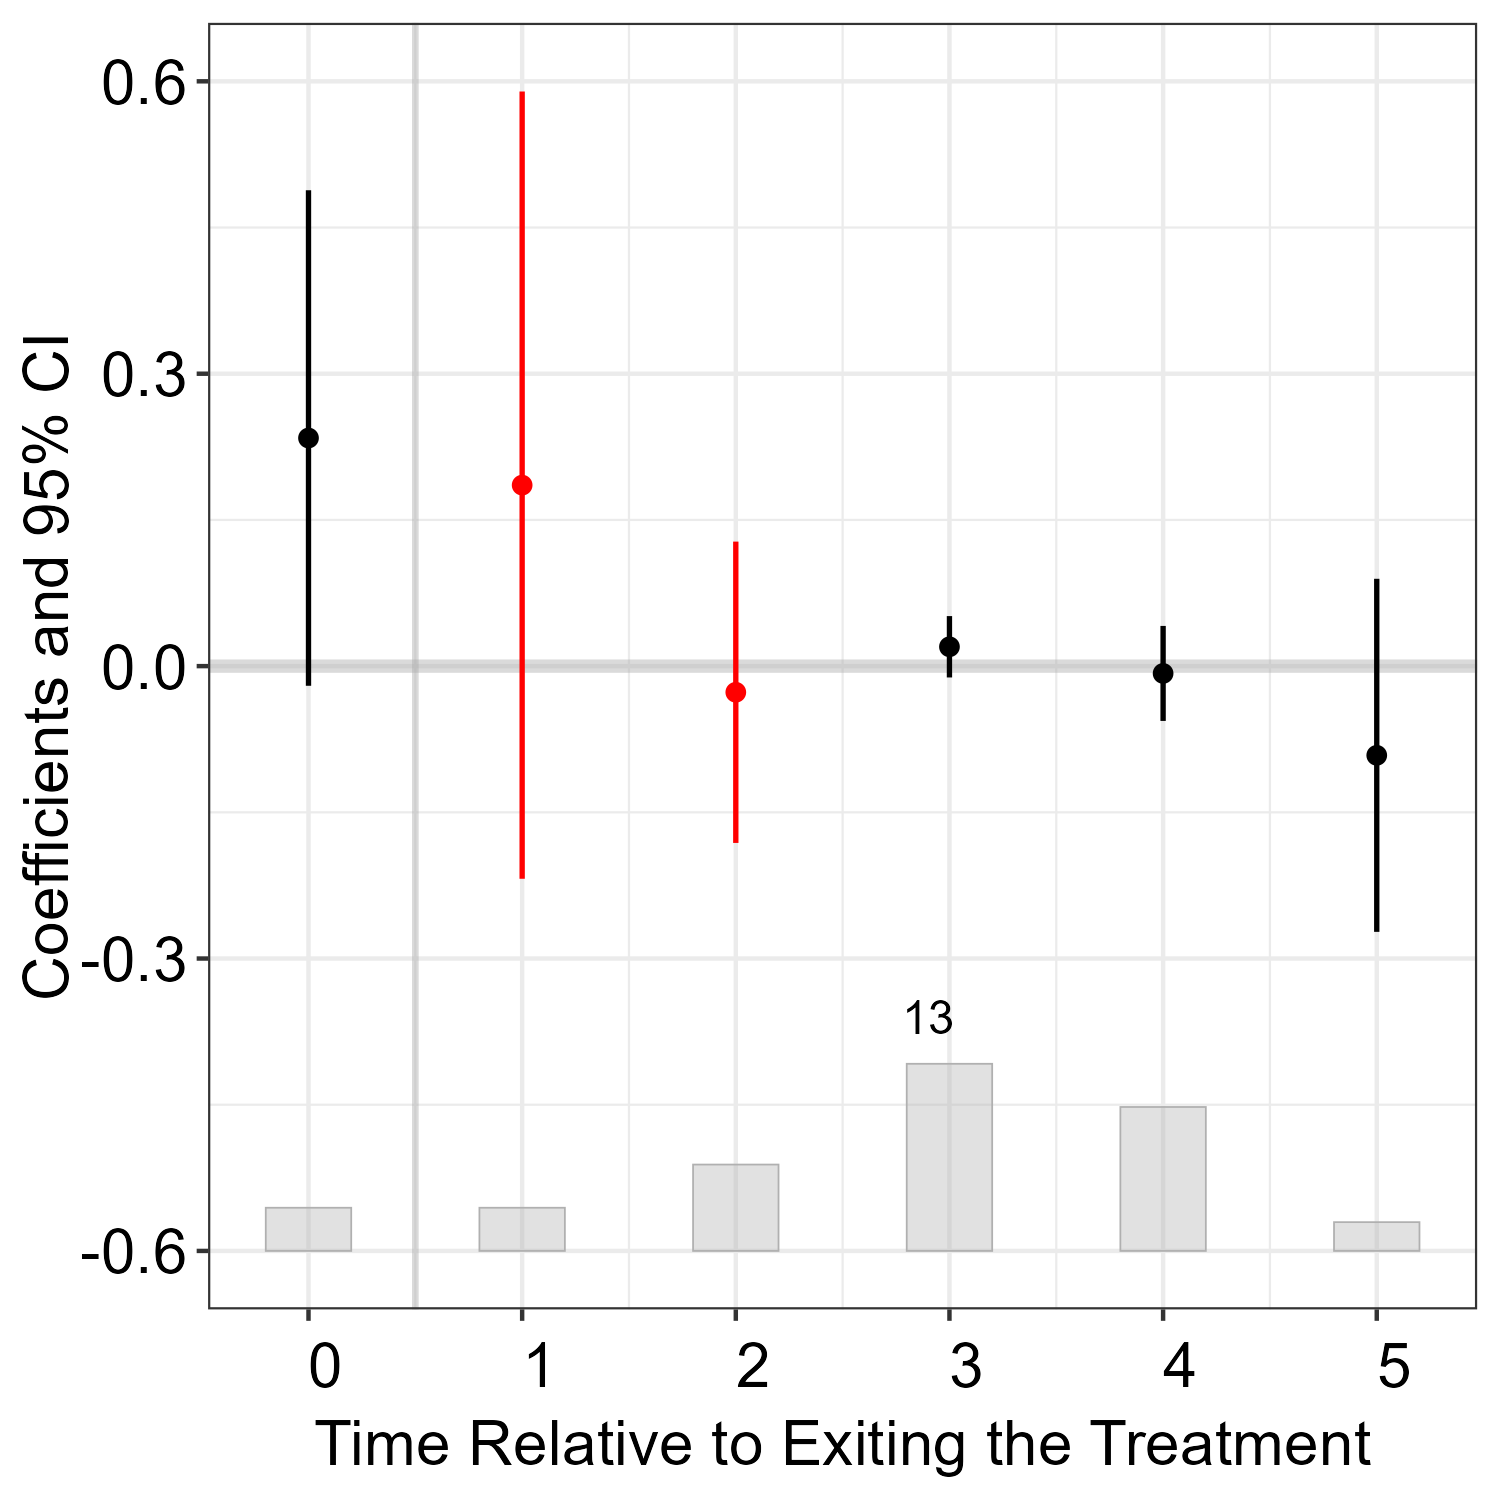 Coefficients and 95% CI
0.6
0.3
0.0
-0.3
-0.6
13
0 1 2 3 4 5
Time Relative to Exiting the Treatment